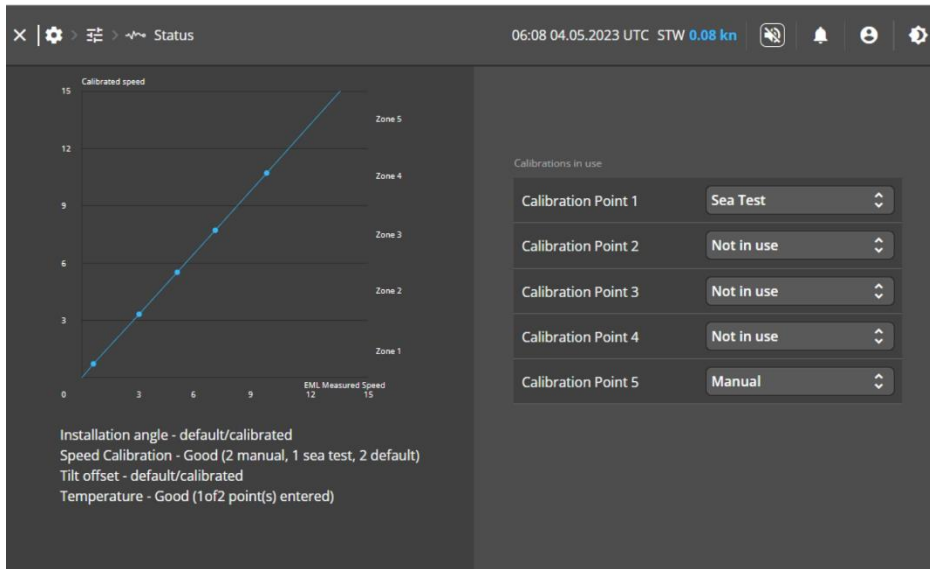 Status
06:08 04.05.2023 UTC STW 0.08 kn
Calibrated speed
15
Zone 5
12
Zone 4
9
Zone 3
6
Zone 2
3
Zone 1
EML Measured Speed
0 3 6 9 12 15
Installation angle - default/calibrated
Speed Calibration - Good (2 manual, 1 sea test, 2 default)
Tilt offset - default/calibrated
Temperature - Good (1of2 point(s) entered)
Calibrations in use
Calibration Point 1 Sea Test
Calibration Point 2 Not in use
Calibration Point 3 Not in use
Calibration Point 4 Not in use
Calibration Point 5 Manual